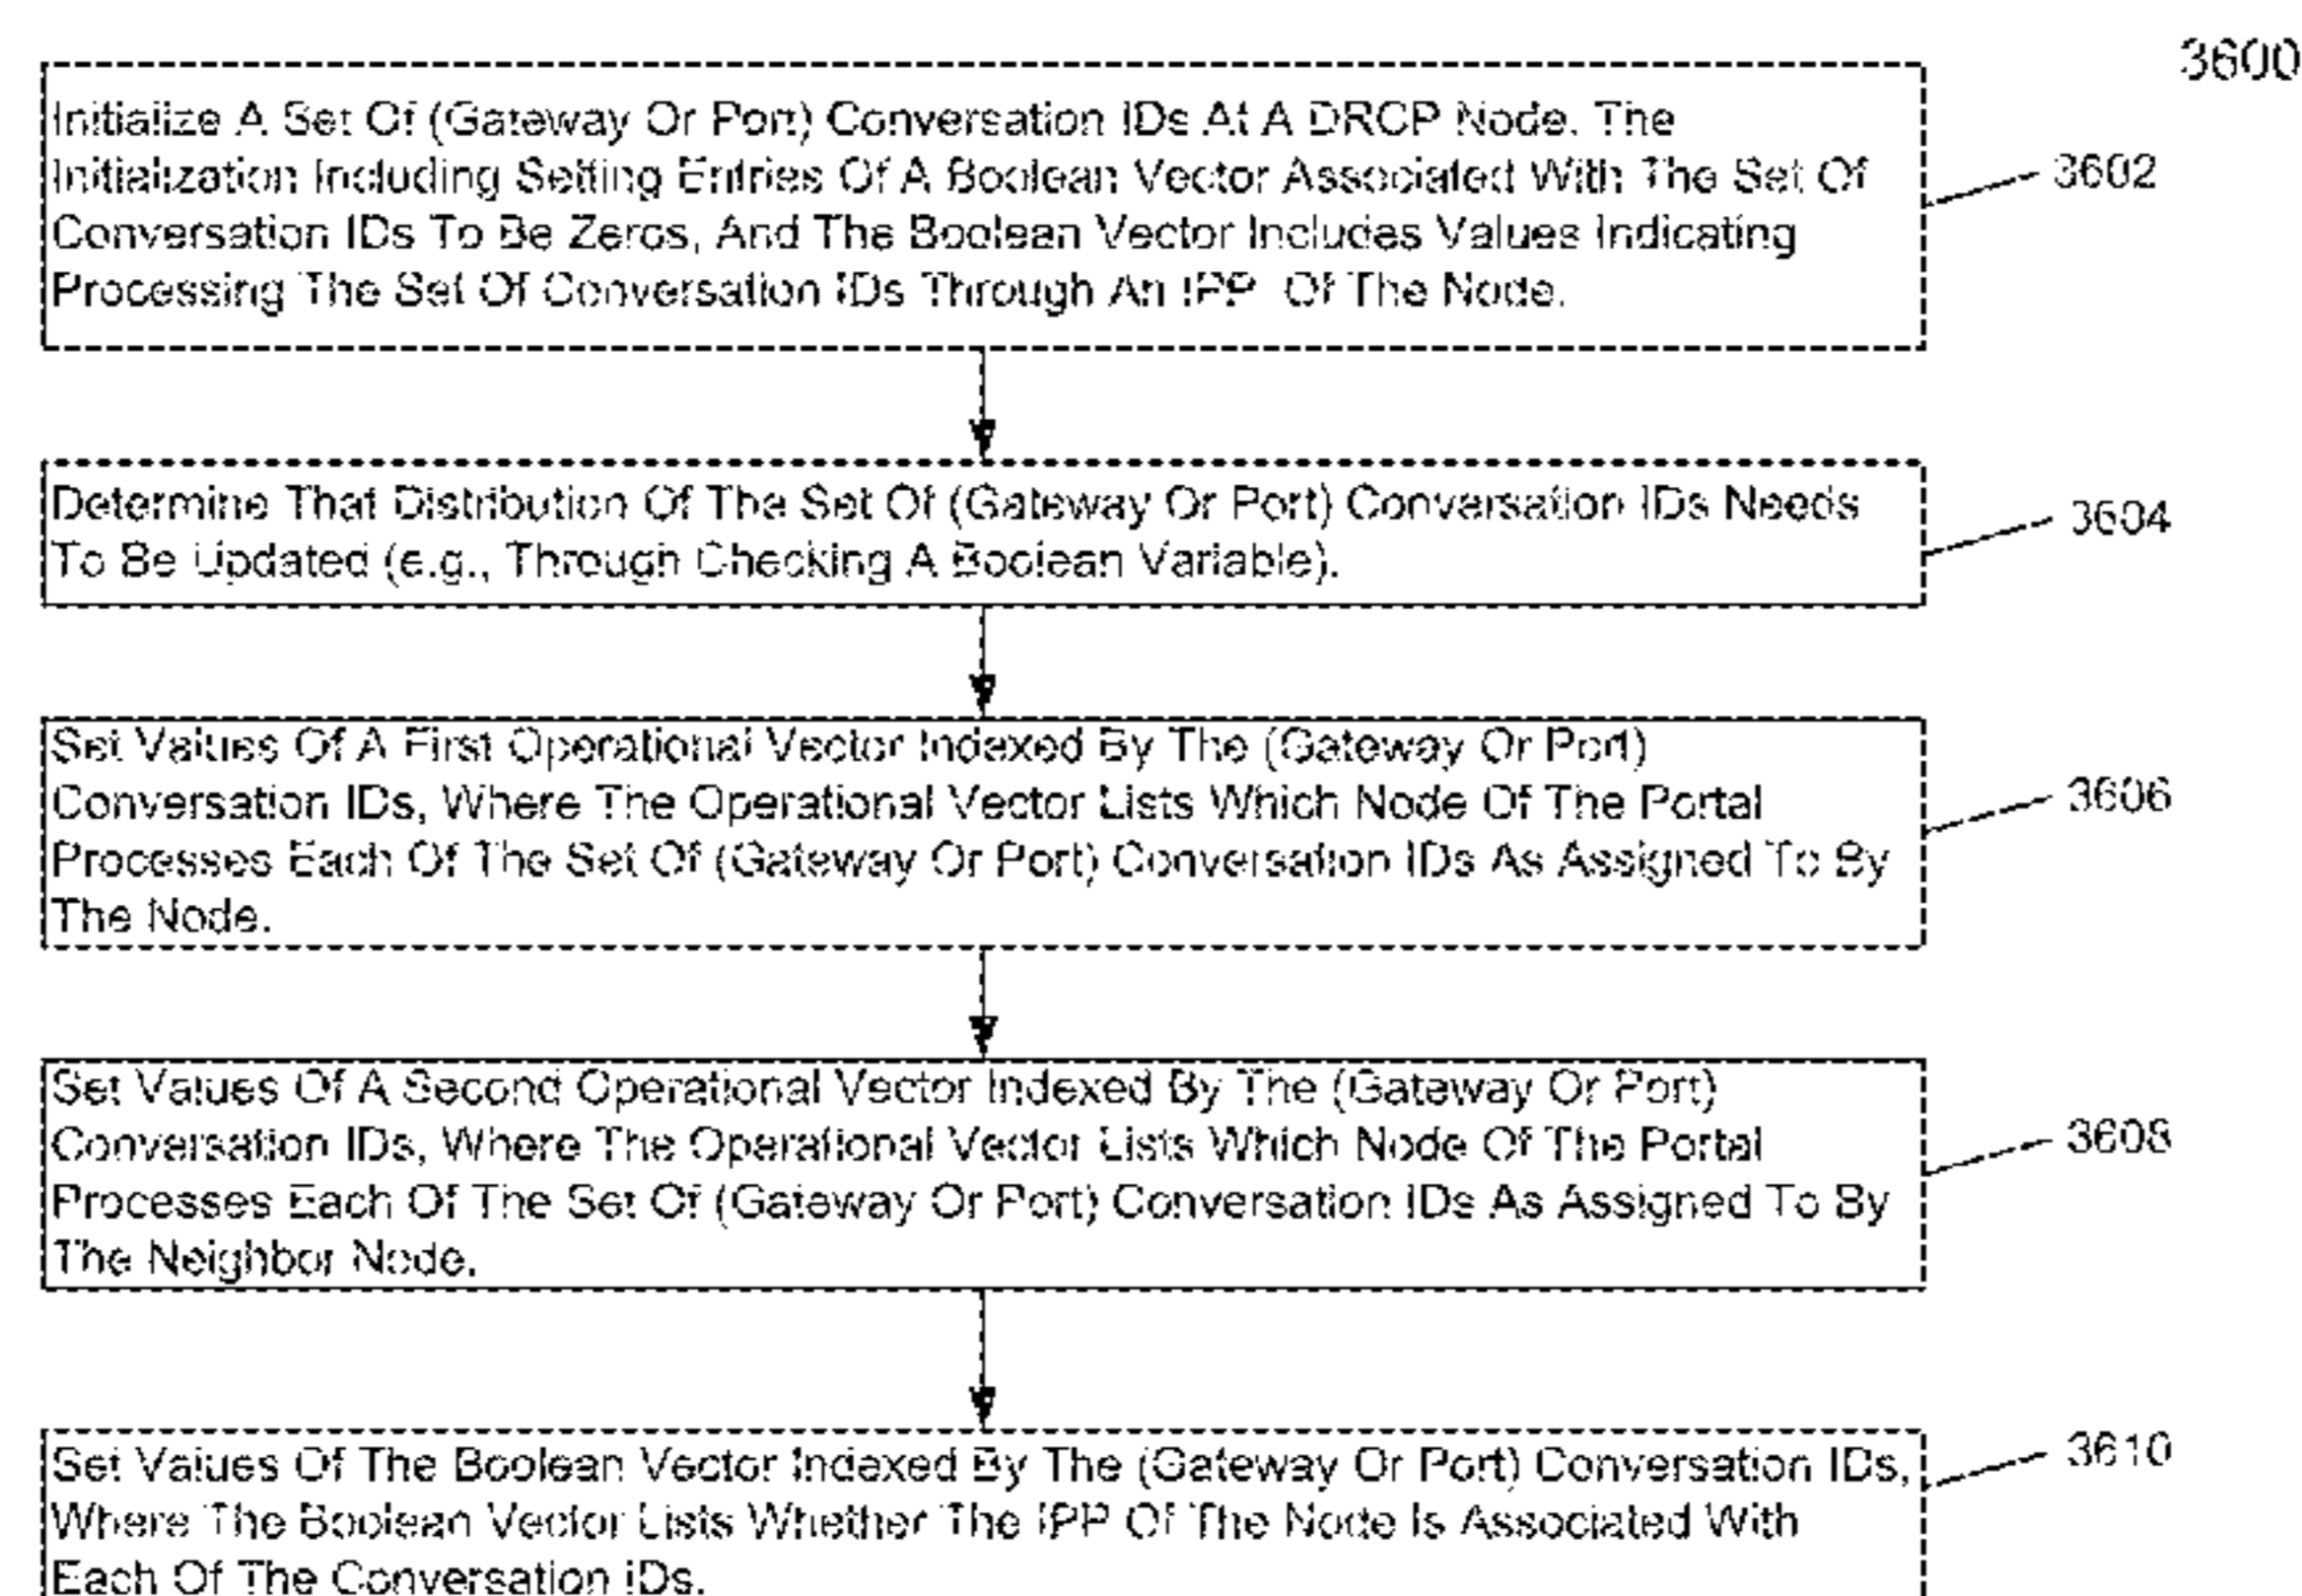 3600
Initialize A Set Of (Gateway Or Port) Conversation IDs At A DRCP Node. The
Initialization Including Setting Entries Of A Boolean Vector Associated With The Set Of
Conversation IDs To Be Zeros, And The Boolean Vector Includes Values Indicating
Processing The Set Of Conversation IDs Through An IPP Of The Node.
3602
Determine That Distribution Of The Set Of (Gateway Or Port) Conversation IDs Needs
To Be Updated (e.g., Through Checking A Boolean Variable).
3604
Set Values Of A First Operational Vector Indexed By The (Gateway Or Port)
Conversation IDs, Where The Operational Vector Lists Which Node Of The Portal
Processes Each Of The Set Of (Gateway Or Port) Conversation IDs As Assigned To By
The Node.
3606
Set Values Of A Second Operational Vector Indexed By The (Gateway Or Port)
Conversation IDs, Where The Operational Vector Lists Which Node Of The Portal
Processes Each Of The Set Of (Gateway Or Port) Conversation IDs As Assigned To By
The Neighbor Node.
3608
Set Values Of The Boolean Vector Indexed By The (Gateway Or Port) Conversation IDs,
Where The Boolean Vector Lists Whether The IPP Of The Node Is Associated With
Each Of The Conversation IDs.
3610